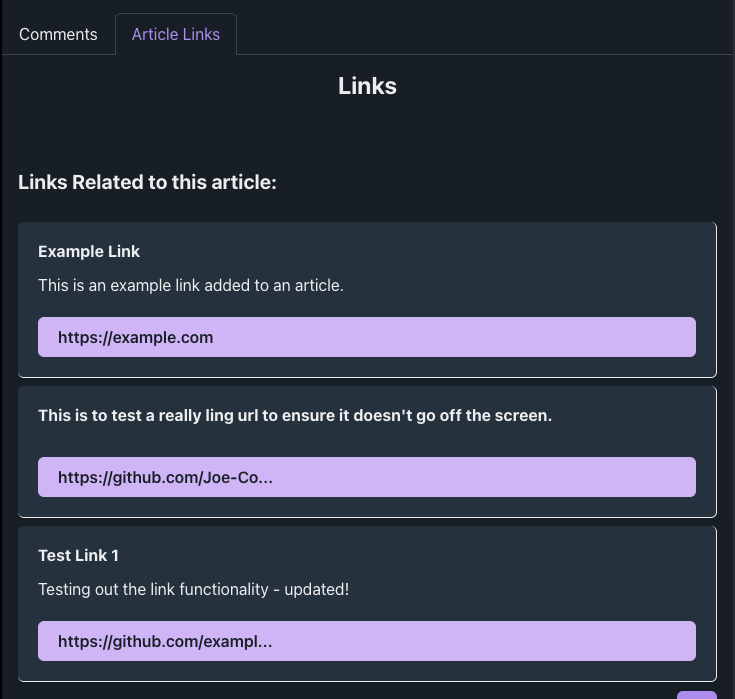 Comments
Article Links
Links
Links Related to this article:
Example Link
This is an example link added to an article.
https://example.com
This is to test a really ling url to ensure it doesn't go off the screen.
https://github.com/Joe-Co...
Test Link 1
Testing out the link functionality - updated!
https://github.com/exampl...